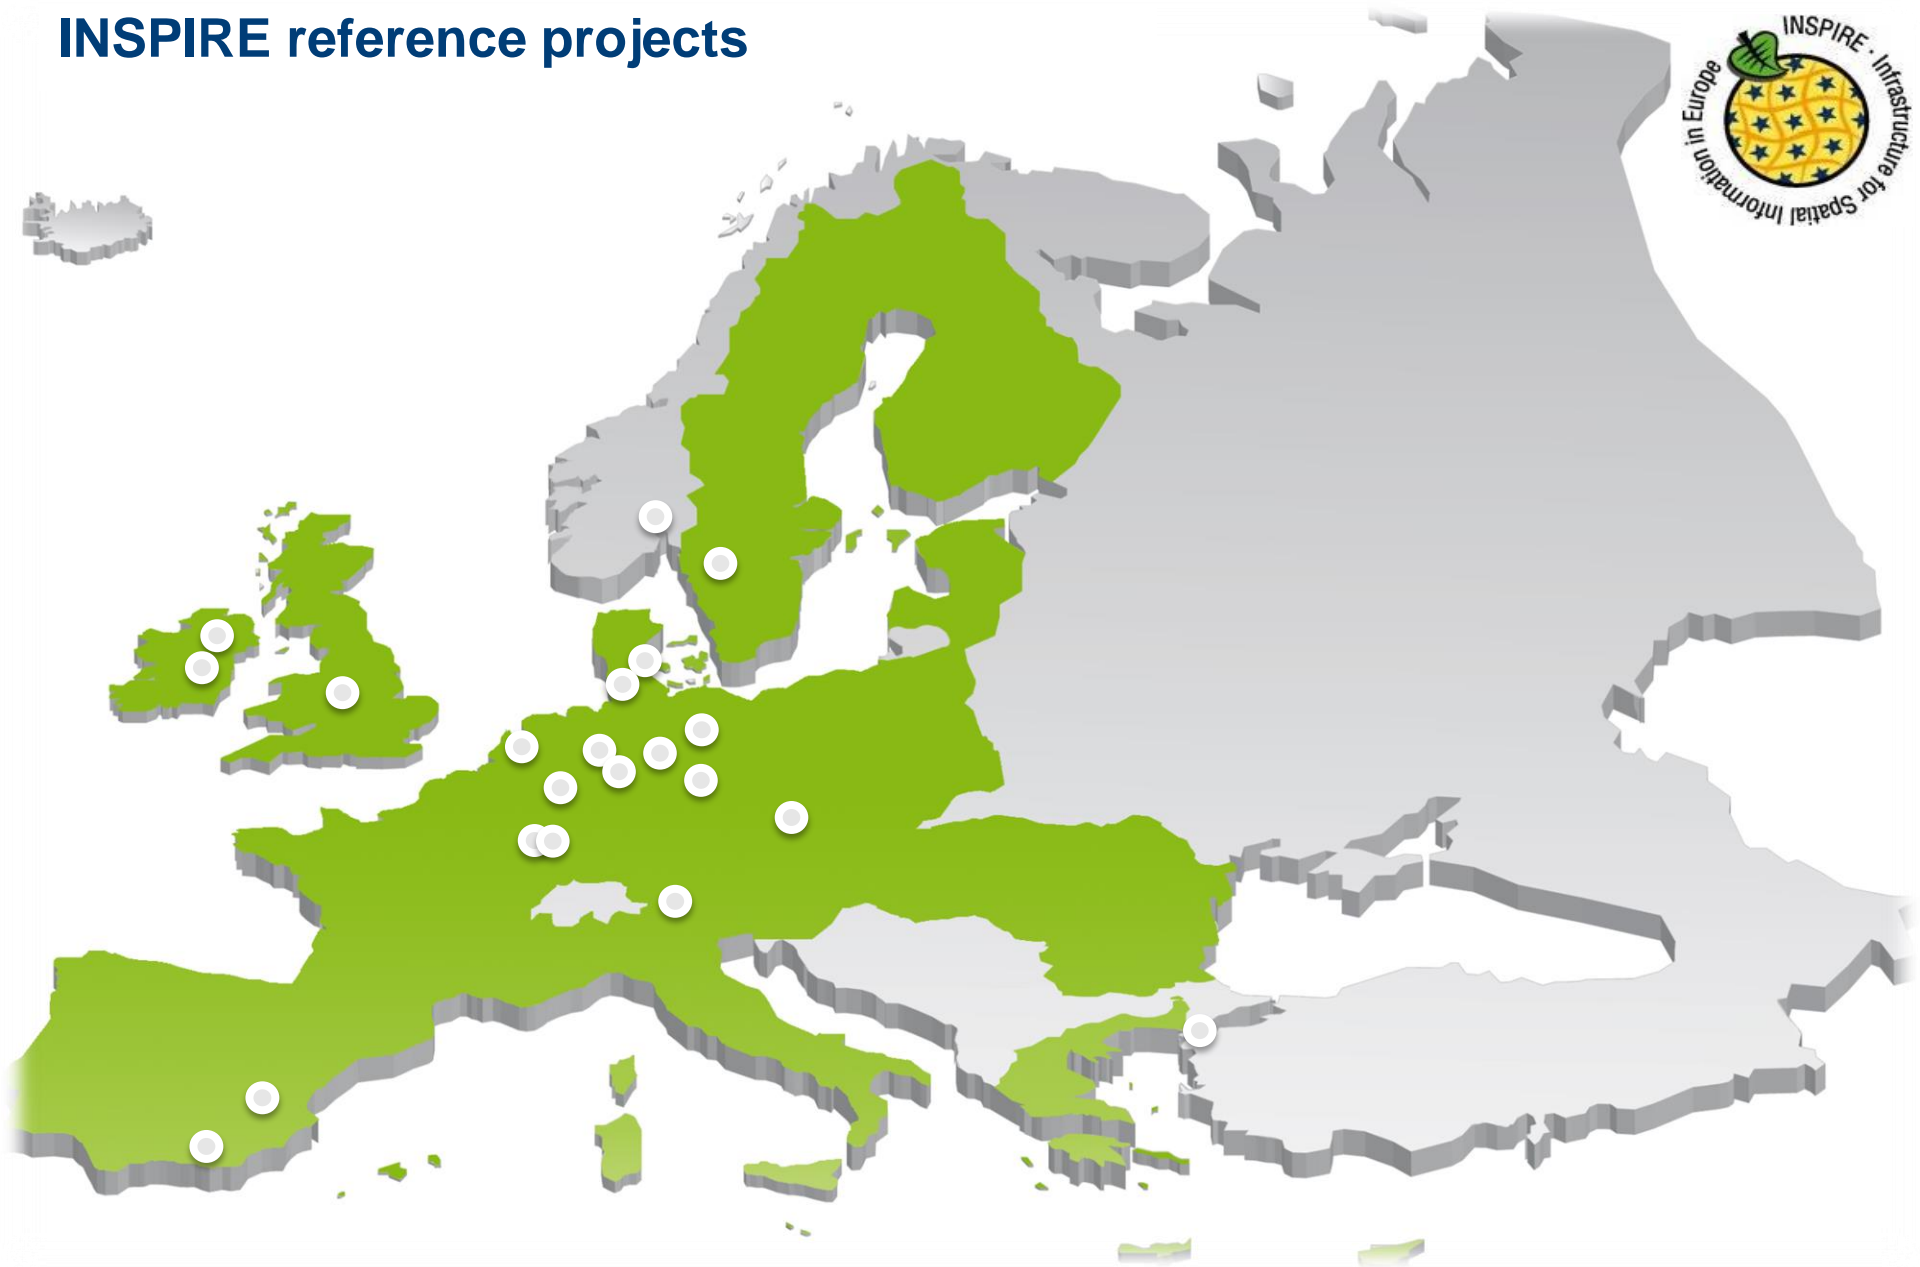 INSPIRE reference projects
INSPIRE · Infrastructure for Spatial Information in Europe